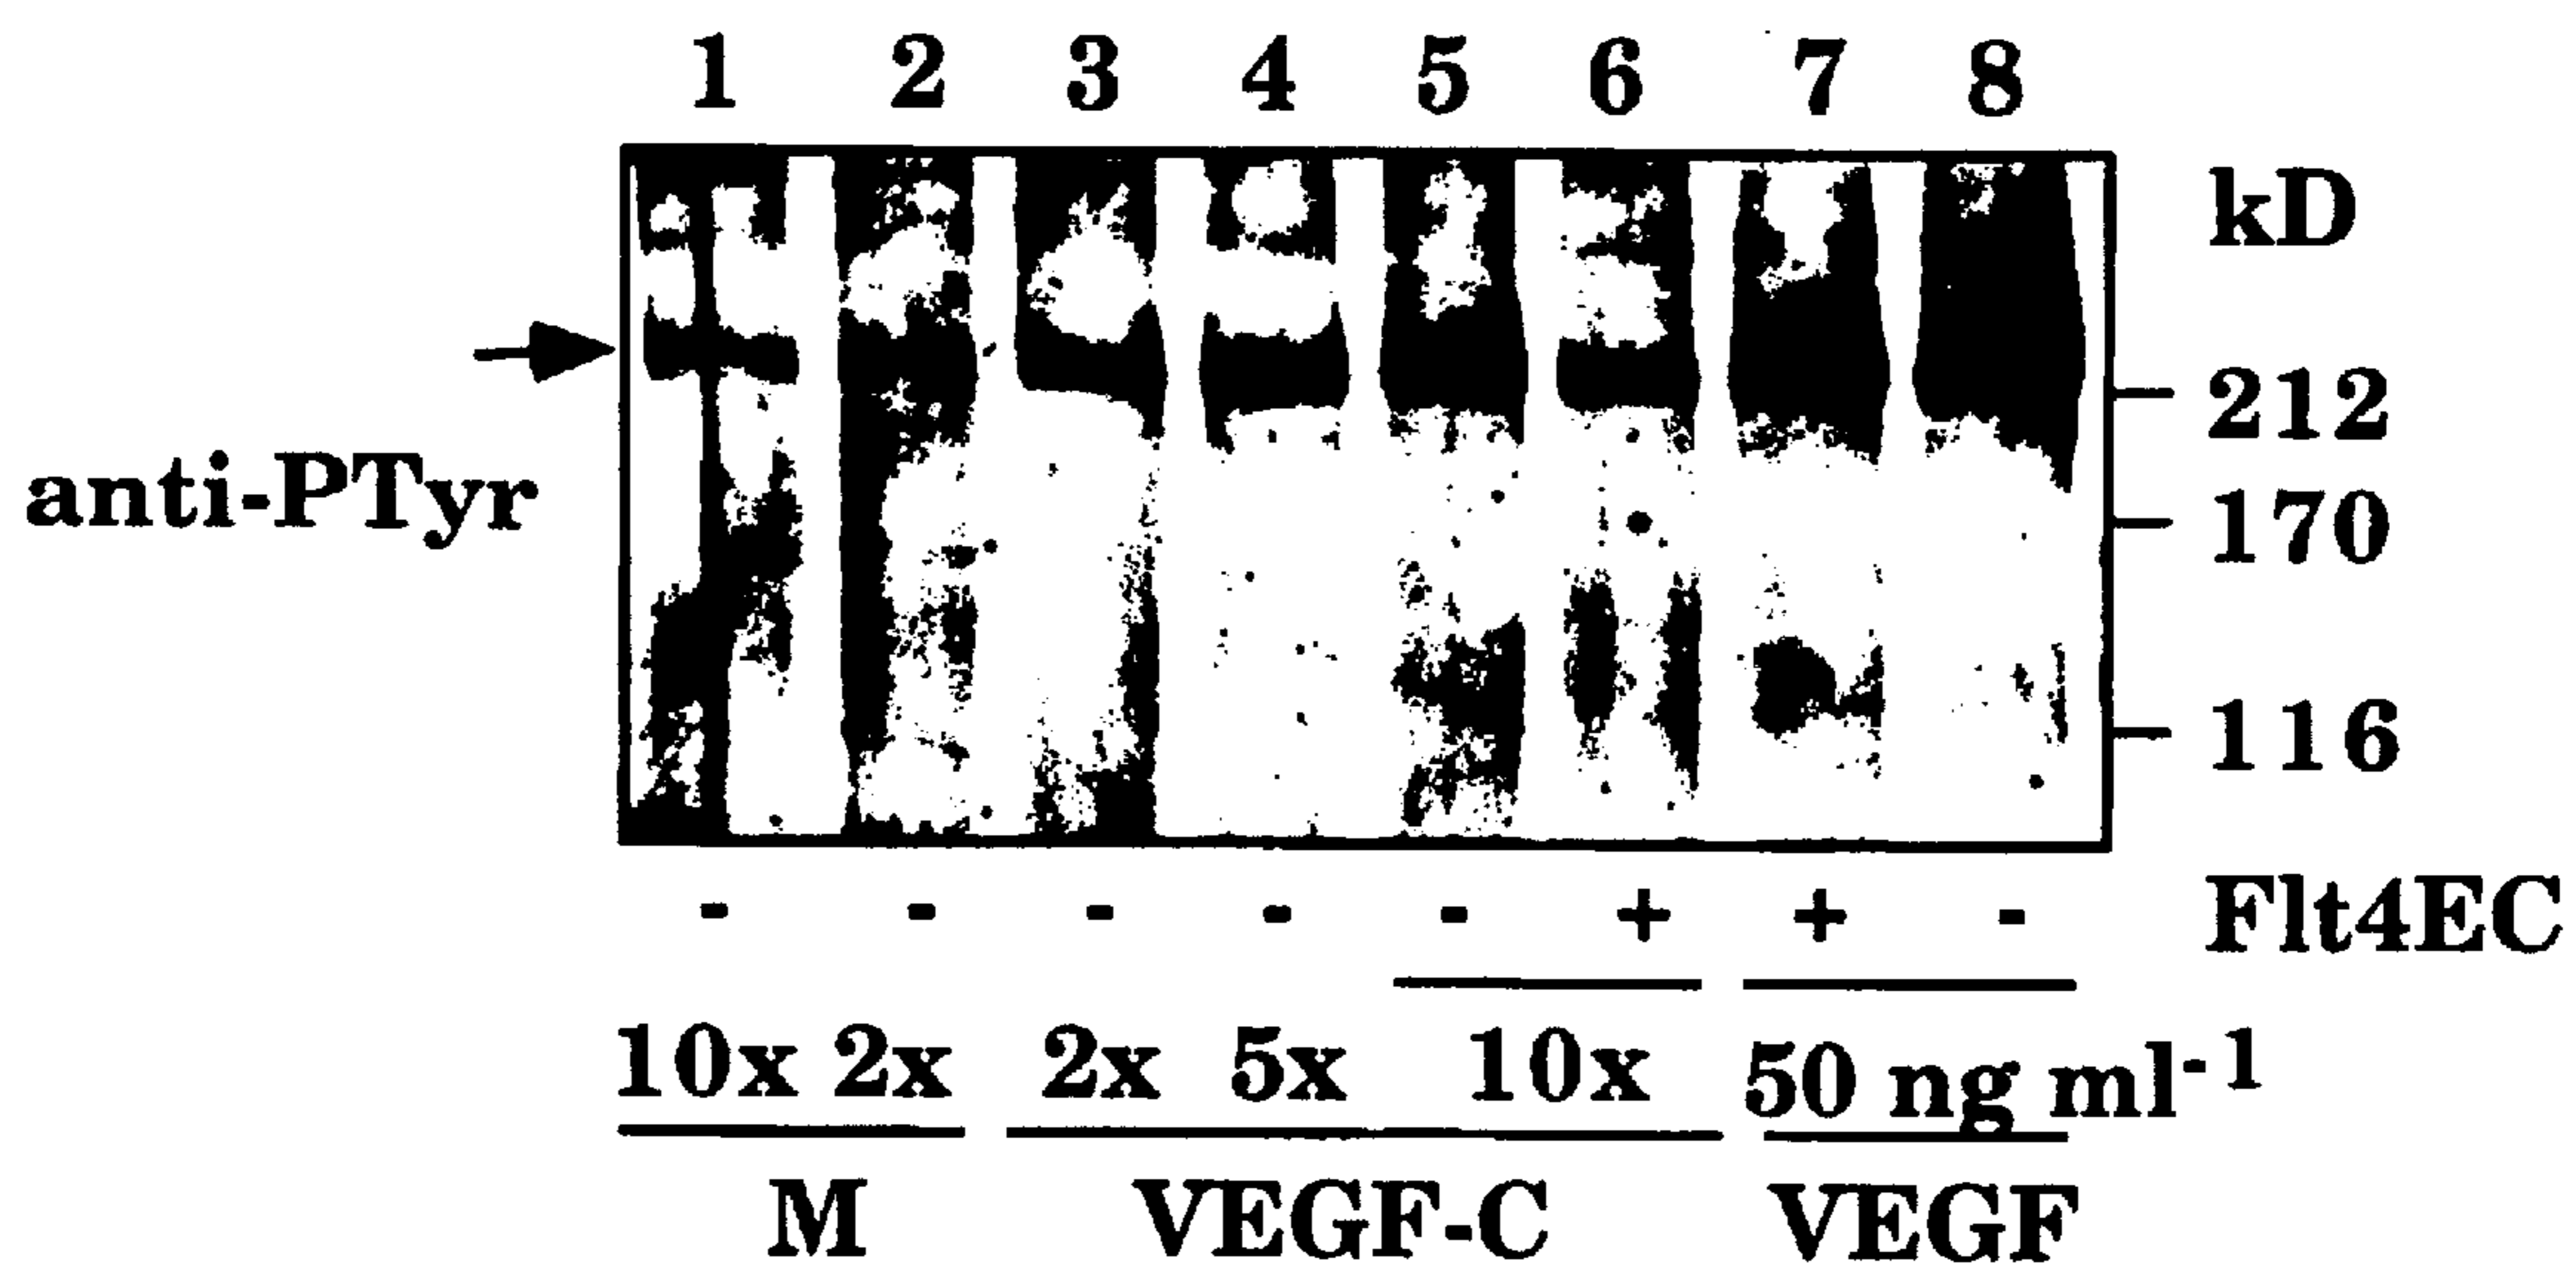 1 2 3 4 5 6 7 8
kD
212
anti-PTyr
170
116
- - - - - + + - Flt4EC
10x 2x 2x 5x 10x 50 ng ml-1
M VEGF-C VEGF